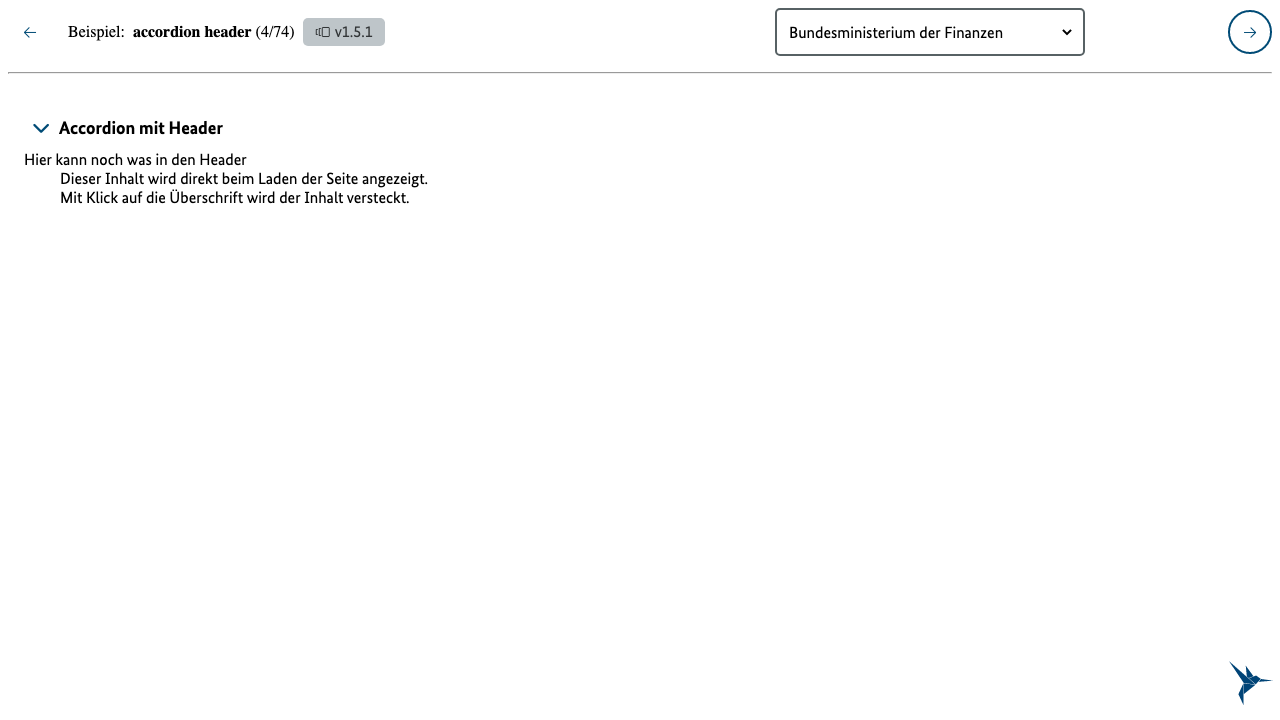 Beispiel: accordion header (4/74) v1.5.1
Bundesministerium der Finanzen
Accordion mit Header
Hier kann noch was in den Header
Dieser Inhalt wird direkt beim Laden der Seite angezeigt.
Mit Klick auf die Überschrift wird der Inhalt versteckt.